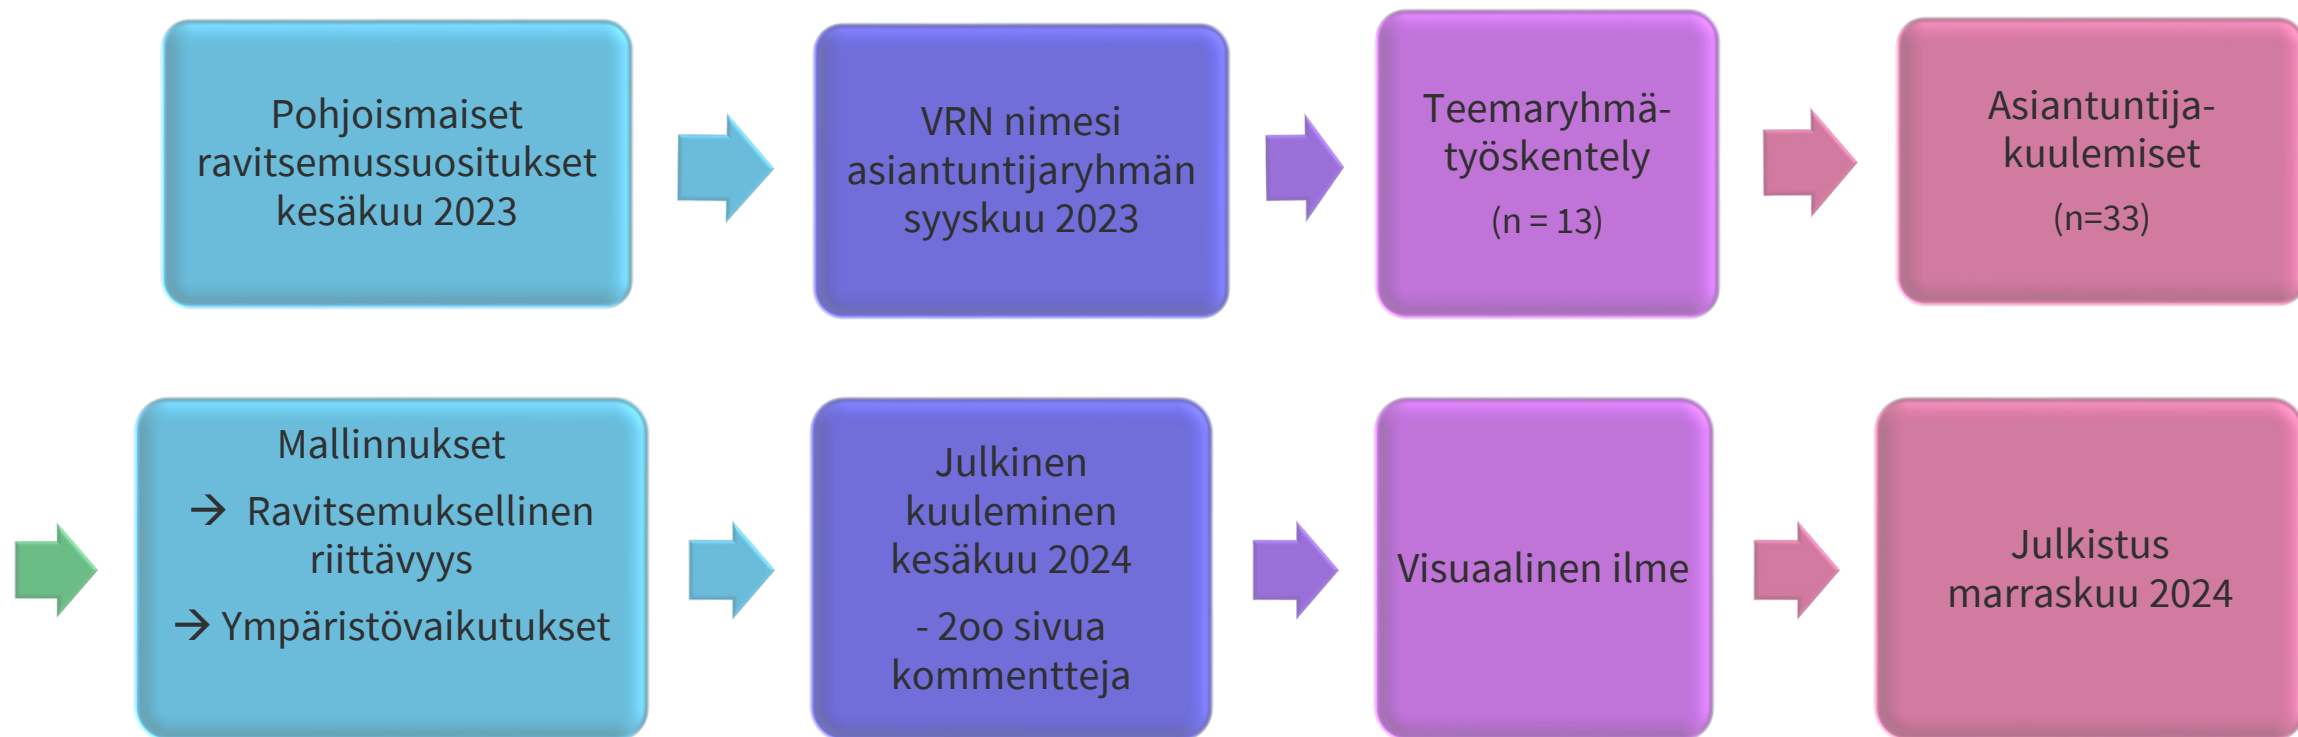 Pohjoismaiset
ravitsemussuositukset
kesäkuu 2023
VRN nimesi
asiantuntijaryhmän
syyskuu 2023
Teemaryhmä-
työskentely
(n = 13)
Asiantuntija-
kuulemiset
(n=33)
Mallinnukset
→ Ravitsemuksellinen
riittävyys
→ Ympäristövaikutukset
Julkinen
kuuleminen
kesäkuu 2024
- 2oo sivua
kommentteja
Visuaalinen ilme
Julkistus
marraskuu 2024